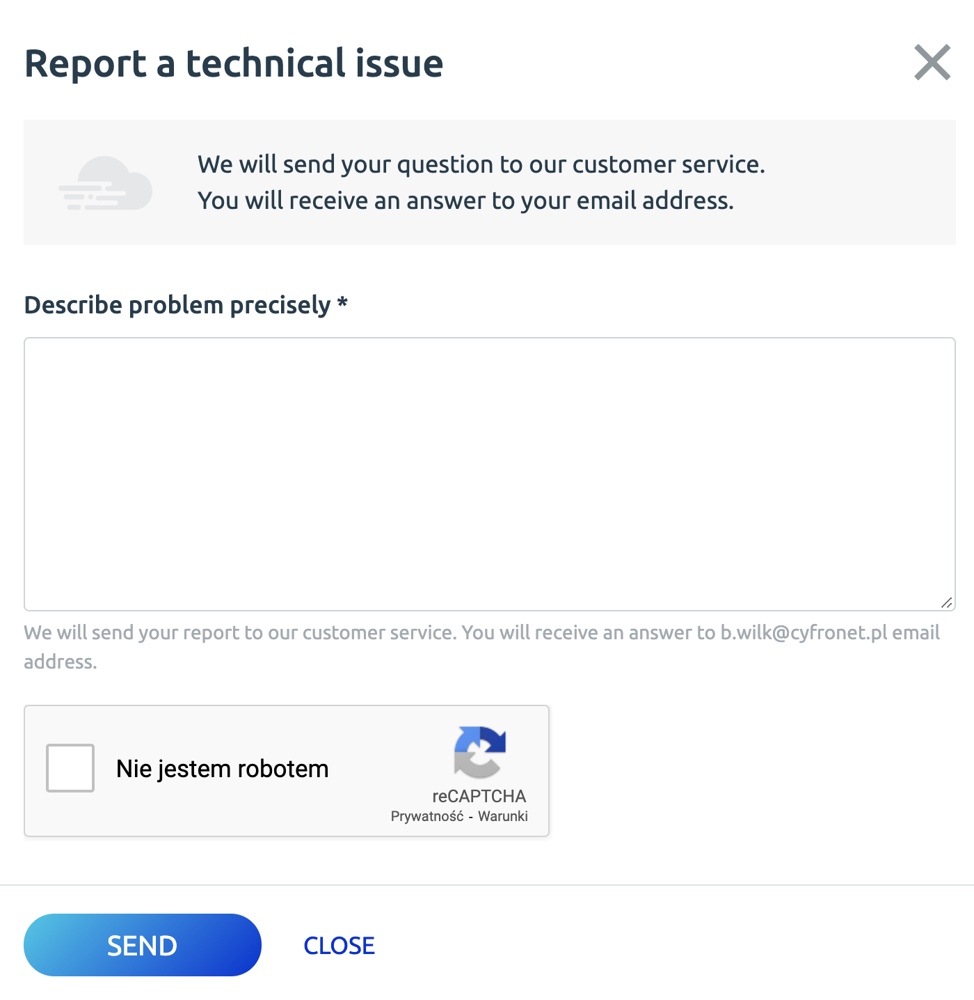 Report a technical issue
We will send your question to our customer service.
You will receive an answer to your email address.
Describe problem precisely *
We will send your report to our customer service. You will receive an answer to b.wilk@cyfronet.pl email
address.
Nie jestem robotem
reCAPTCHA
Prywatność - Warunki
SEND
CLOSE